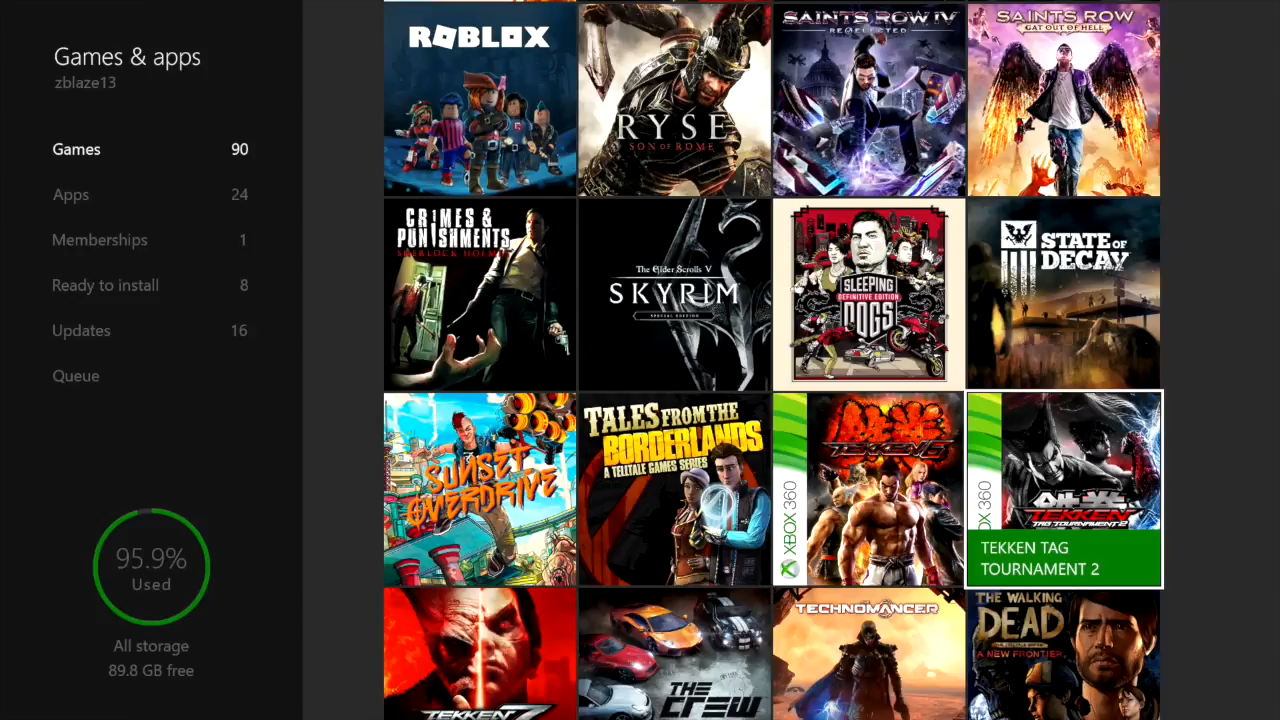 Games & apps
zblaze13
Games 90
Apps 24
Memberships 1
Ready to install 8
Updates 16
Queue
95.9%
Used
All storage
89.8 GB free
ROBLOX
RYSE
SON OF ROME
SAINTS ROW IV
RE-ELECTED
SAINTS ROW
GAT OUT OF HELL
CRIMES &
PUNISHMENTS
SHERLOCK HOLMES
The Elder Scrolls V
SKYRIM
SPECIAL EDITION
SLEEPING
DEFINITIVE EDITION
DOGS
STATE OF
DECAY
SUNSET
OVERDRIVE
TALES FROM THE
BORDERLANDS
A TELLTALE GAMES SERIES
XBOX 360
TEKKEN 6
OX 360
TEKKEN
TAG TOURNAMENT 2
TEKKEN TAG
TOURNAMENT 2
TEKKEN 7
THE
CREW
TECHNOMANCER
THE WALKING
DEAD
A NEW FRONTIER